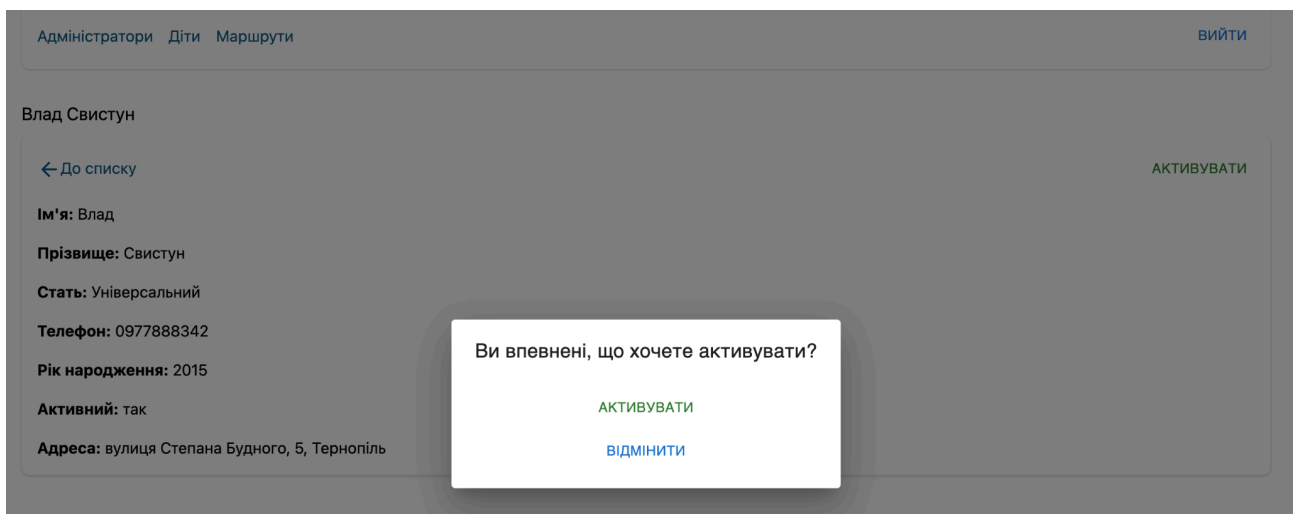 Адміністратори Діти Маршрути ВИЙТИ
Влад Свистун
До списку АКТИВУВАТИ
Ім'я: Влад
Прізвище: Свистун
Стать: Універсальний
Телефон: 0977888342
Рік народження: 2015
Активний: так
Адреса: вулиця Степана Будного, 5, Тернопіль
Ви впевнені, що хочете активувати?
АКТИВУВАТИ
ВІДМІНИТИ